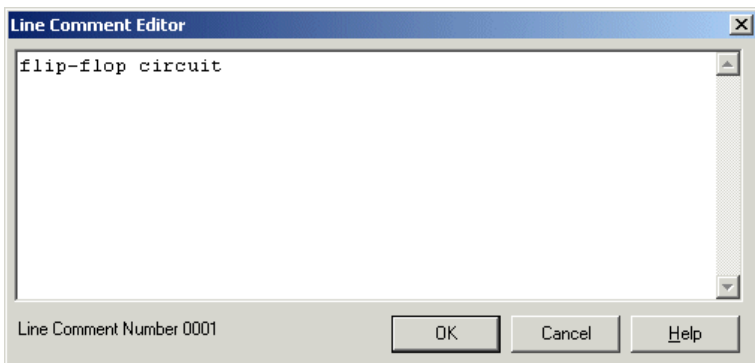 Line Comment Editor
flip-flop circuit
Line Comment Number 0001
OK
Cancel
Help